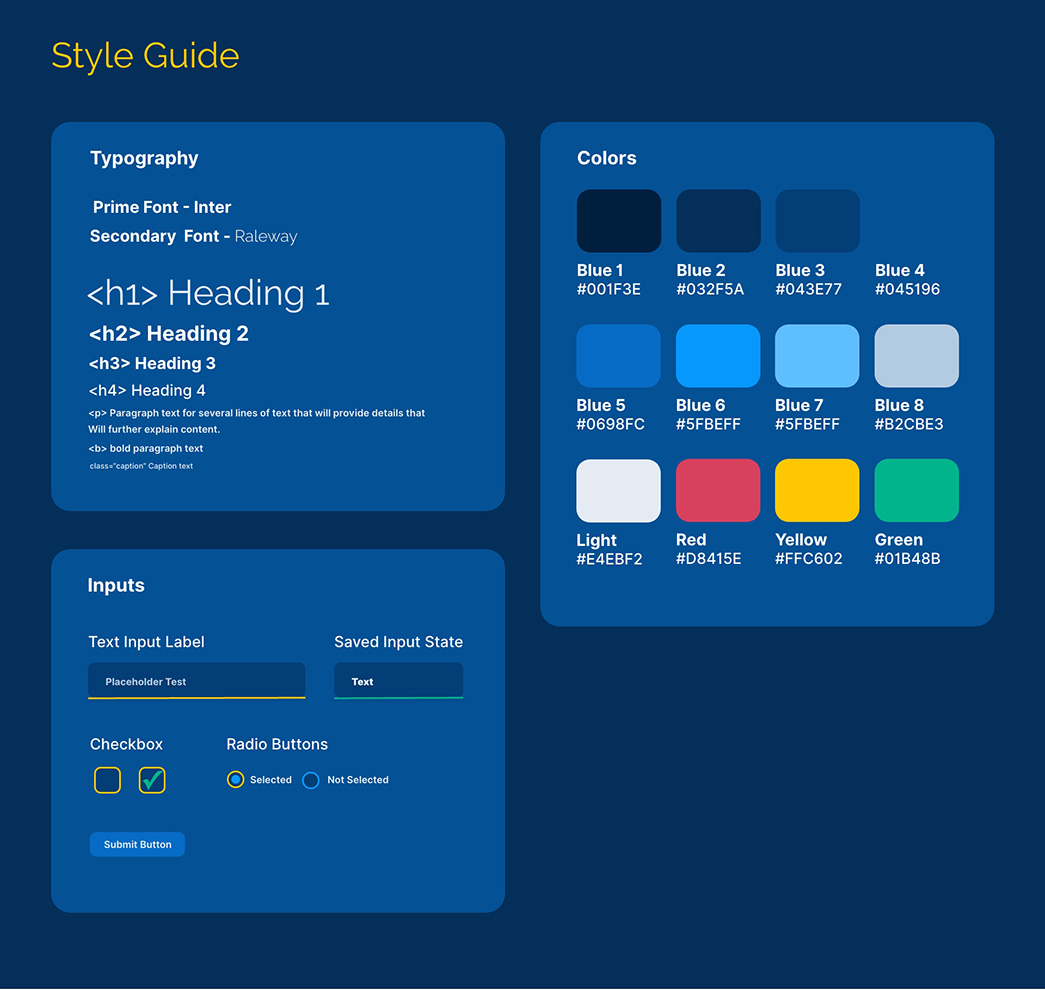 Style Guide
Typography
Prime Font - Inter
Secondary Font - Raleway
<h1> Heading 1
<h2> Heading 2
<h3> Heading 3
<h4> Heading 4
<p> Paragraph text for several lines of text that will provide details that
Will further explain content.
<b> bold paragraph text
class="caption" Caption text
Colors
Blue 1 Blue 2 Blue 3 Blue 4
#001F3E #032F5A #043E77 #045196
Blue 5 Blue 6 Blue 7 Blue 8
#0698FC #5FBEFF #5FBEFF #B2CBE3
Light Red Yellow Green
#E4EBF2 #D8415E #FFC602 #01B48B
Inputs
Text Input Label Saved Input State
Placeholder Test Text
Checkbox Radio Buttons
Selected Not Selected
Submit Button